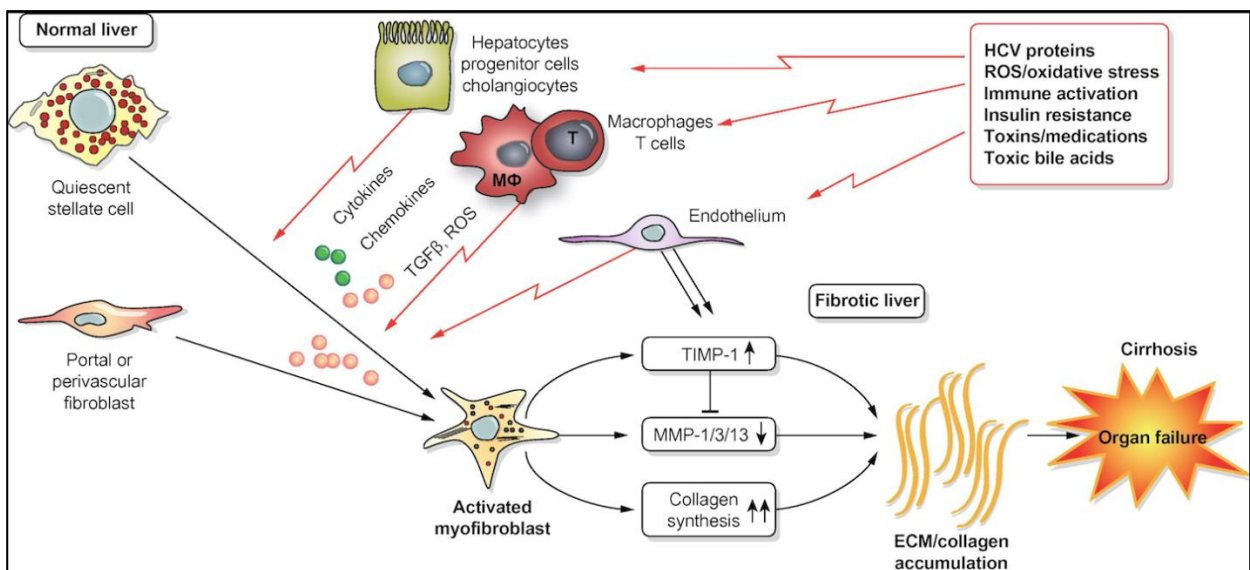 Normal liver
Quiescent
stellate cell
Portal or
perivascular
fibroblast
Hepatocytes
progenitor cells
cholangiocytes
T
MΦ
Macrophages
T cells
Cytokines
Chemokines
TGFβ, ROS
Endothelium
HCV proteins
ROS/oxidative stress
Immune activation
Insulin resistance
Toxins/medications
Toxic bile acids
Fibrotic liver
Activated
myofibroblast
TIMP-1
MMP-1/3/13
Collagen
synthesis
ECM/collagen
accumulation
Cirrhosis
Organ failure